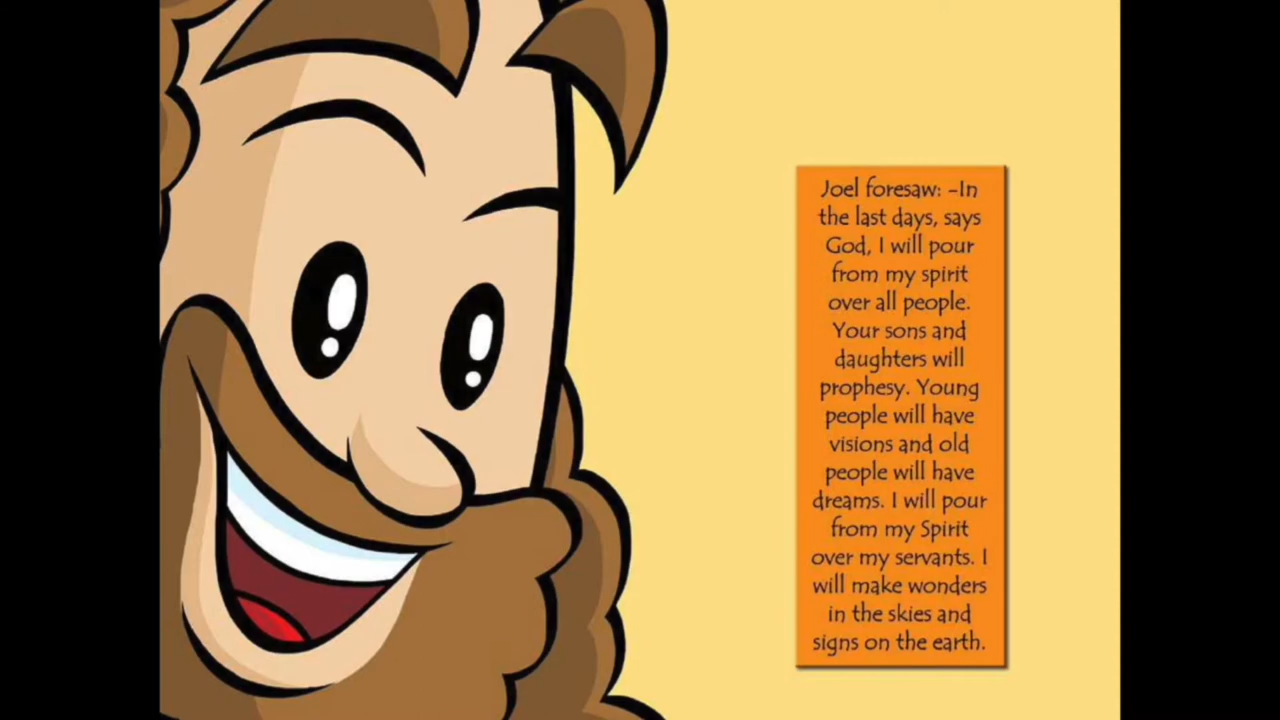 Joel foresaw: -In
the last days, says
God, I will pour
from my spirit
over all people.
Your sons and
daughters will
prophesy. Young
people will have
visions and old
people will have
dreams. I will pour
from my Spirit
over my servants. I
will make wonders
in the skies and
signs on the earth.